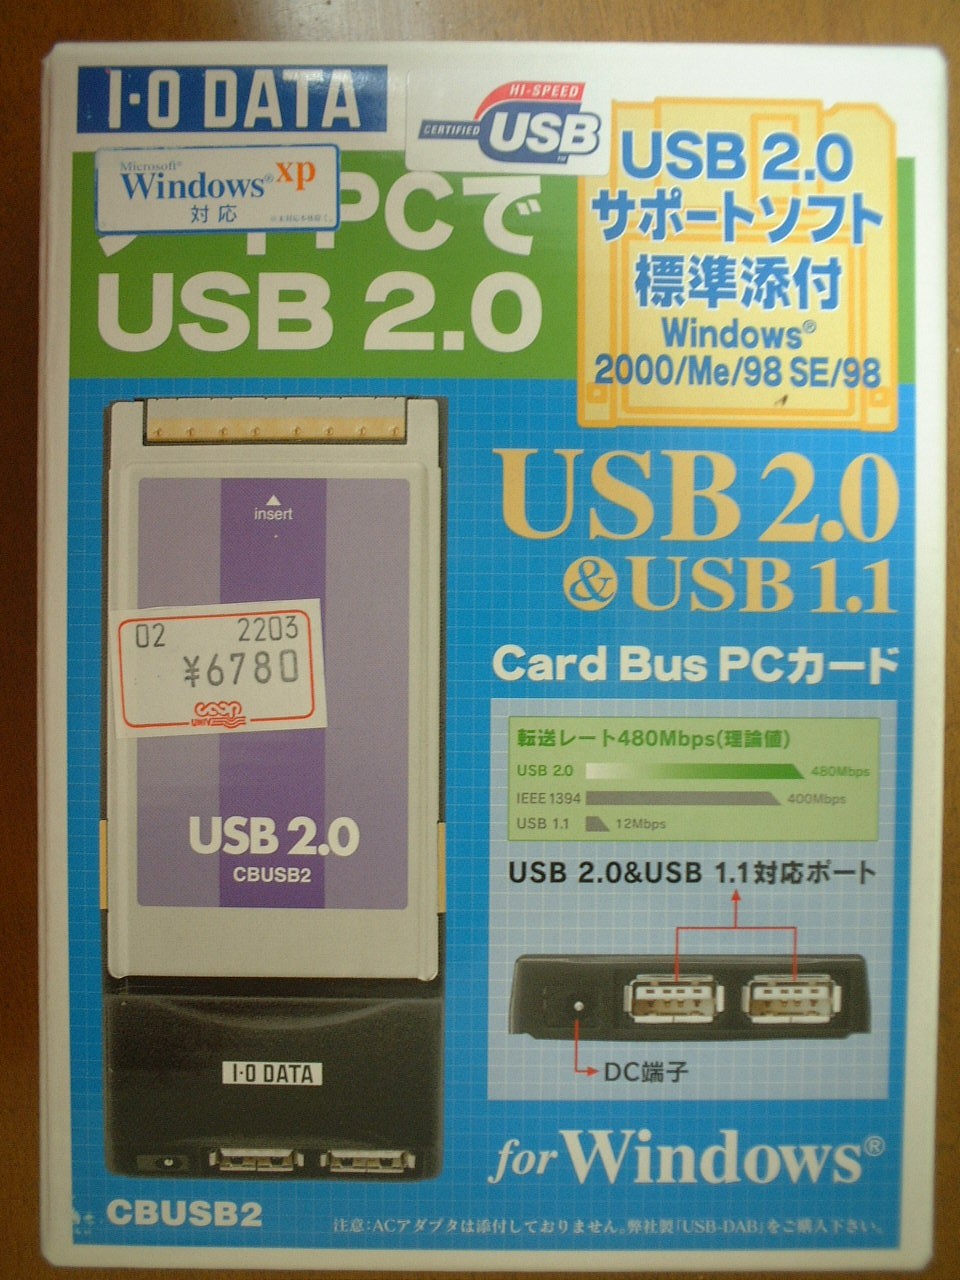 I·O DATA
HI-SPEED
CERTIFIED USB
TM
Microsoft®
Windows® xp
対応
PCで
USB 2.0
USB 2.0
サポートソフト
標準添付
Windows®
2000/Me/98 SE/98
insert
USB 2.0
& USB 1.1
Card Bus PCカード
02 2203
¥6780
UNIV COOP
転送レート480Mbps(理論値)
USB 2.0 480Mbps
IEEE 1394 400Mbps
USB 1.1 12Mbps
USB 2.0
CBUSB2
USB 2.0&USB 1.1対応ポート
DC端子
I·O DATA
for Windows®
CBUSB2
注意:ACアダプタは添付しておりません。弊社製「USB-DAB」をご購入下さい。